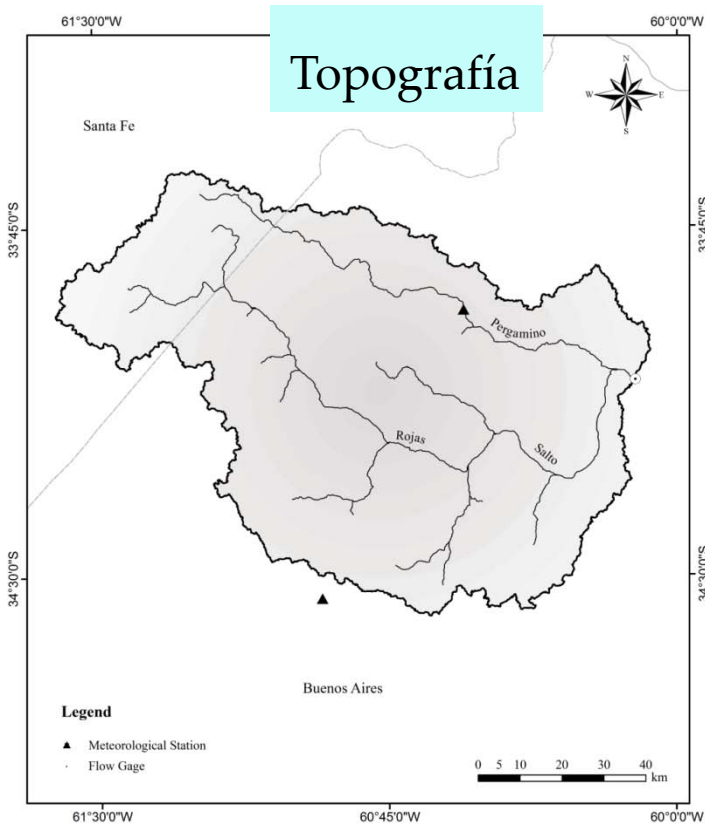 61°30'0"W
60°0'0"W
Topografía
N
W
E
S
Santa Fe
33°45'0"S
33°45'0"S
Pergamino
Rojas
Salto
34°30'0"S
34°30'0"S
Buenos Aires
Legend
Meteorological Station
Flow Gage
0 5 10 20 30 40
km
61°30'0"W
60°45'0"W
60°0'0"W